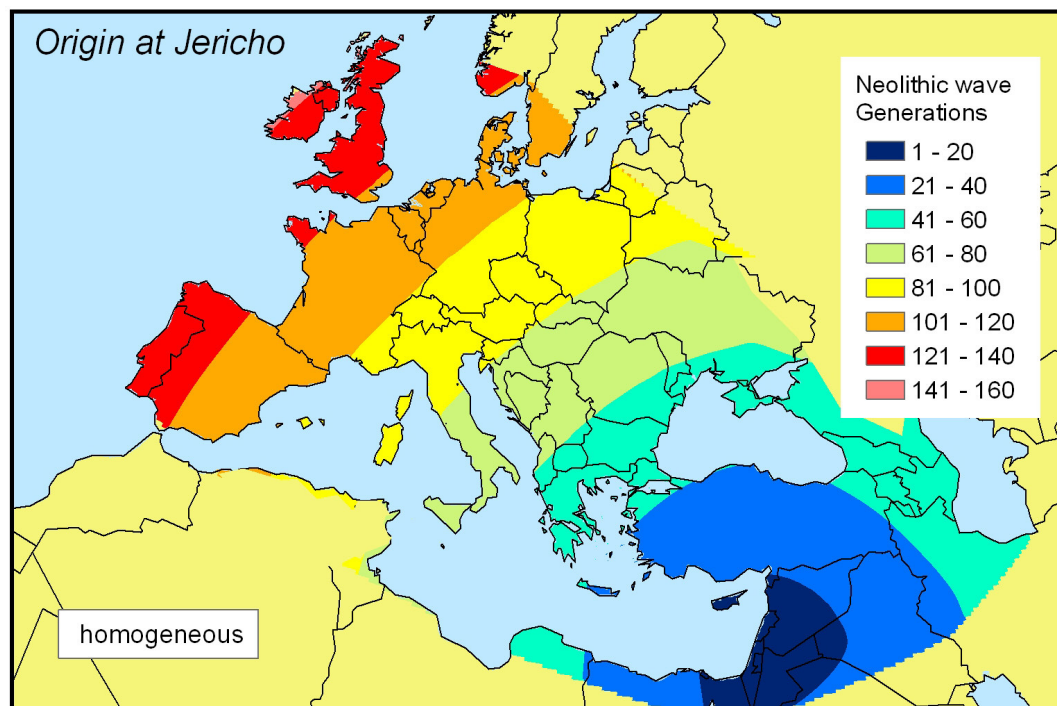 Origin at Jericho
Neolithic wave
Generations
1 - 20
21 - 40
41 - 60
61 - 80
81 - 100
101 - 120
121 - 140
141 - 160
homogeneous